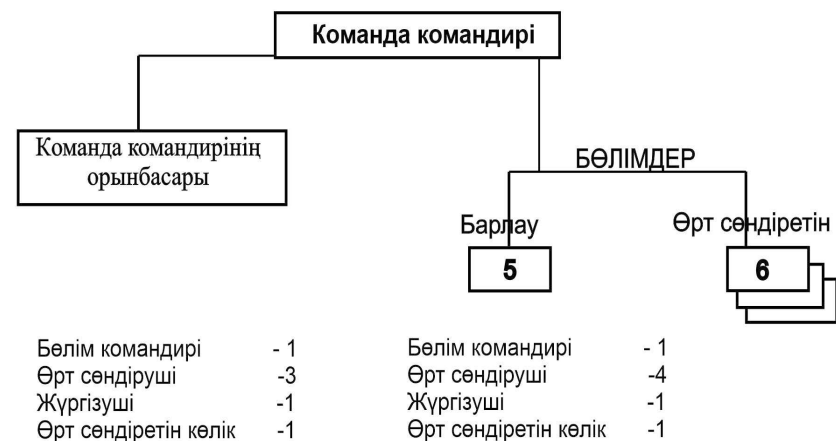 Команда командирі
Команда командирінің
орынбасары
БӨЛІМДЕР
Барлау
Өрт сөндіретін
5
6
Бөлім командирі - 1
Өрт сөндіруші -3
Жүргізуші -1
Өрт сөндіретін көлік -1
Бөлім командирі - 1
Өрт сөндіруші -4
Жүргізуші -1
Өрт сөндіретін көлік -1